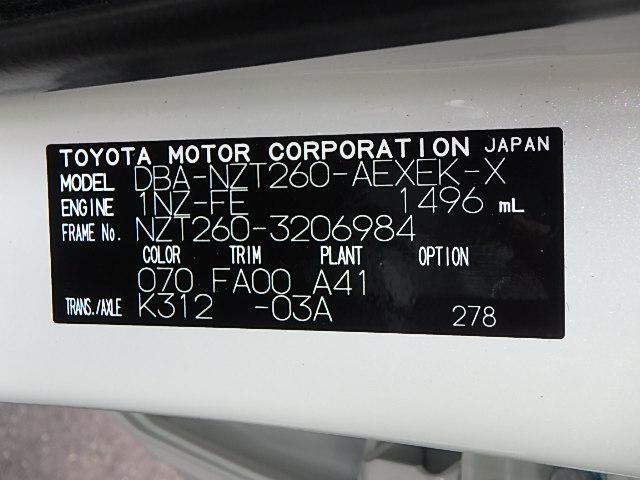 TOYOTA MOTOR CORPORATION JAPAN
MODEL DBA-NZT260-AEXEK-X
ENGINE 1NZ-FE 1496 mL
FRAME No. NZT260-3206984
COLOR TRIM PLANT OPTION
070 FA00 A41
TRANS./AXLE K312 -03A 278